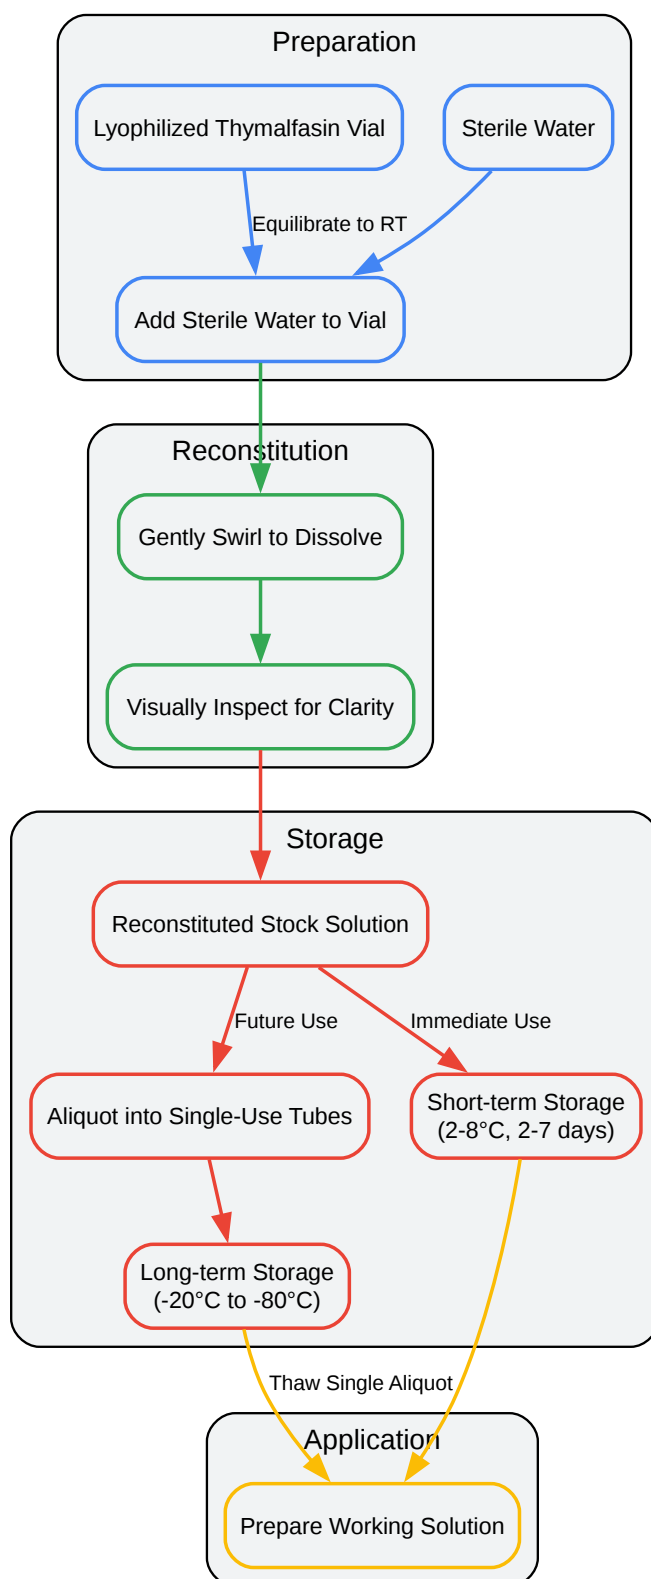 Preparation
Lyophilized Thymalfasin Vial
Sterile Water
Equilibrate to RT
Add Sterile Water to Vial
Reconstitution
Gently Swirl to Dissolve
Visually Inspect for Clarity
Storage
Reconstituted Stock Solution
Future Use
Immediate Use
Aliquot into Single-Use Tubes
Short-term Storage
(2-8°C, 2-7 days)
Long-term Storage
(-20°C to -80°C)
Thaw Single Aliquot
Application
Prepare Working Solution